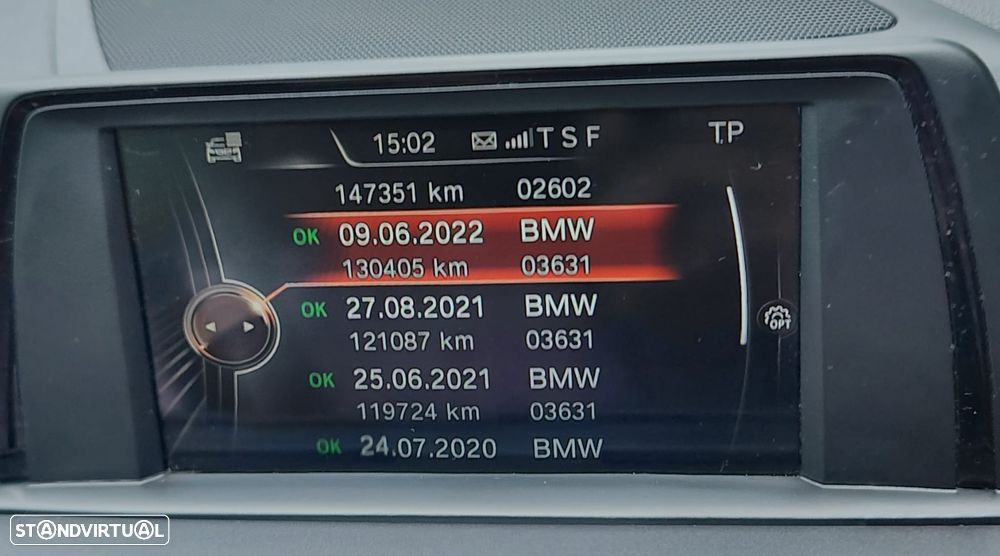 15:02 T S F TP
147351 km 02602
OK 09.06.2022 BMW
130405 km 03631
OK 27.08.2021 BMW
121087 km 03631
OPT
OK 25.06.2021 BMW
119724 km 03631
OK 24.07.2020 BMW
STANDVIRTUAL